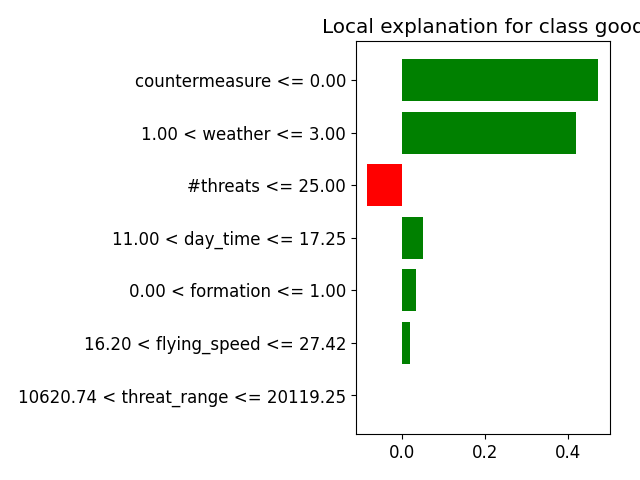 Local explanation for class good
countermeasure <= 0.00
1.00 < weather <= 3.00
#threats <= 25.00
11.00 < day_time <= 17.25
0.00 < formation <= 1.00
16.20 < flying_speed <= 27.42
10620.74 < threat_range <= 20119.25
0.0 0.2 0.4